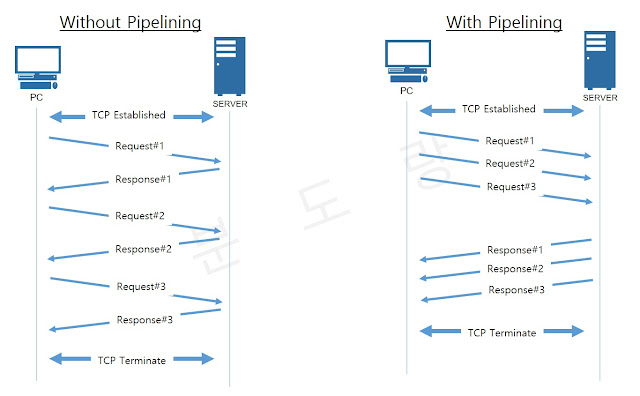 Without Pipelining
PC
SERVER
TCP Established
Request#1
Response#1
Request#2
Response#2
Request#3
Response#3
TCP Terminate
With Pipelining
PC
SERVER
TCP Established
Request#1
Request#2
Request#3
Response#1
Response#2
Response#3
TCP Terminate
분 도 랑